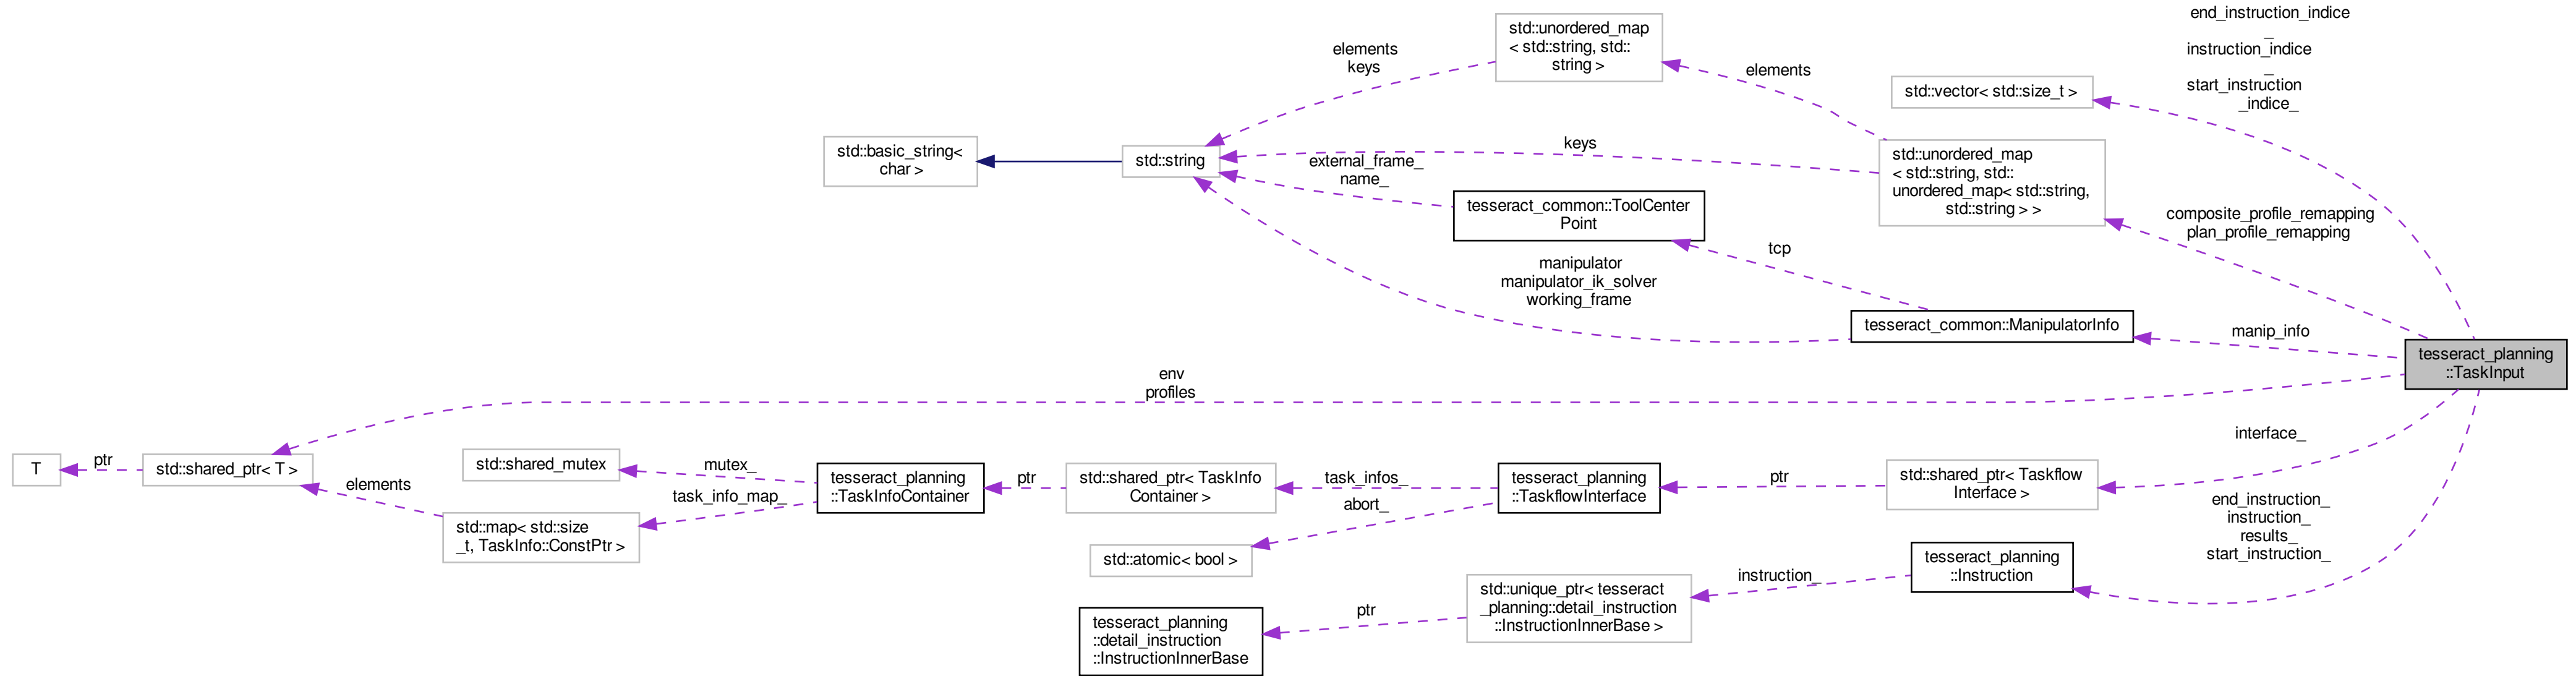 end_instruction_indice
_
instruction_indice
_
start_instruction
_indice_
std::unordered_map
< std::string, std::
string >
elements
keys
elements
std::vector< std::size_t >
std::basic_string<
char >
std::string
keys
external_frame_
name_
std::unordered_map
< std::string, std::
unordered_map< std::string,
std::string > >
tesseract_common::ToolCenter
Point
composite_profile_remapping
plan_profile_remapping
tcp
manipulator
manipulator_ik_solver
working_frame
tesseract_common::ManipulatorInfo
manip_info
tesseract_planning
::TaskInput
env
profiles
interface_
T
ptr
std::shared_ptr< T >
elements
std::shared_mutex
mutex_
task_info_map_
std::map< std::size
_t, TaskInfo::ConstPtr >
tesseract_planning
::TaskInfoContainer
ptr
std::shared_ptr< TaskInfo
Container >
task_infos_
abort_
tesseract_planning
::TaskflowInterface
ptr
std::shared_ptr< Taskflow
Interface >
std::atomic< bool >
end_instruction_
instruction_
results_
start_instruction_
tesseract_planning
::Instruction
instruction_
std::unique_ptr< tesseract
_planning::detail_instruction
::InstructionInnerBase >
ptr
tesseract_planning
::detail_instruction
::InstructionInnerBase